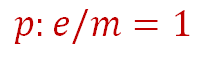 p: e/m = 1